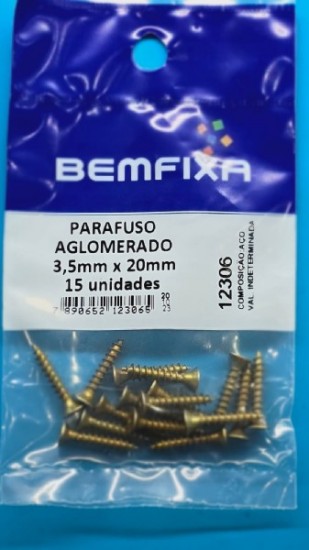 BEMFIXA
PARAFUSO
AGLOMERADO
3,5mm x 20mm
15 unidades
7 890652 123065
12306
COMPOSIÇÃO:AÇO
VAL. INDETERMINADA